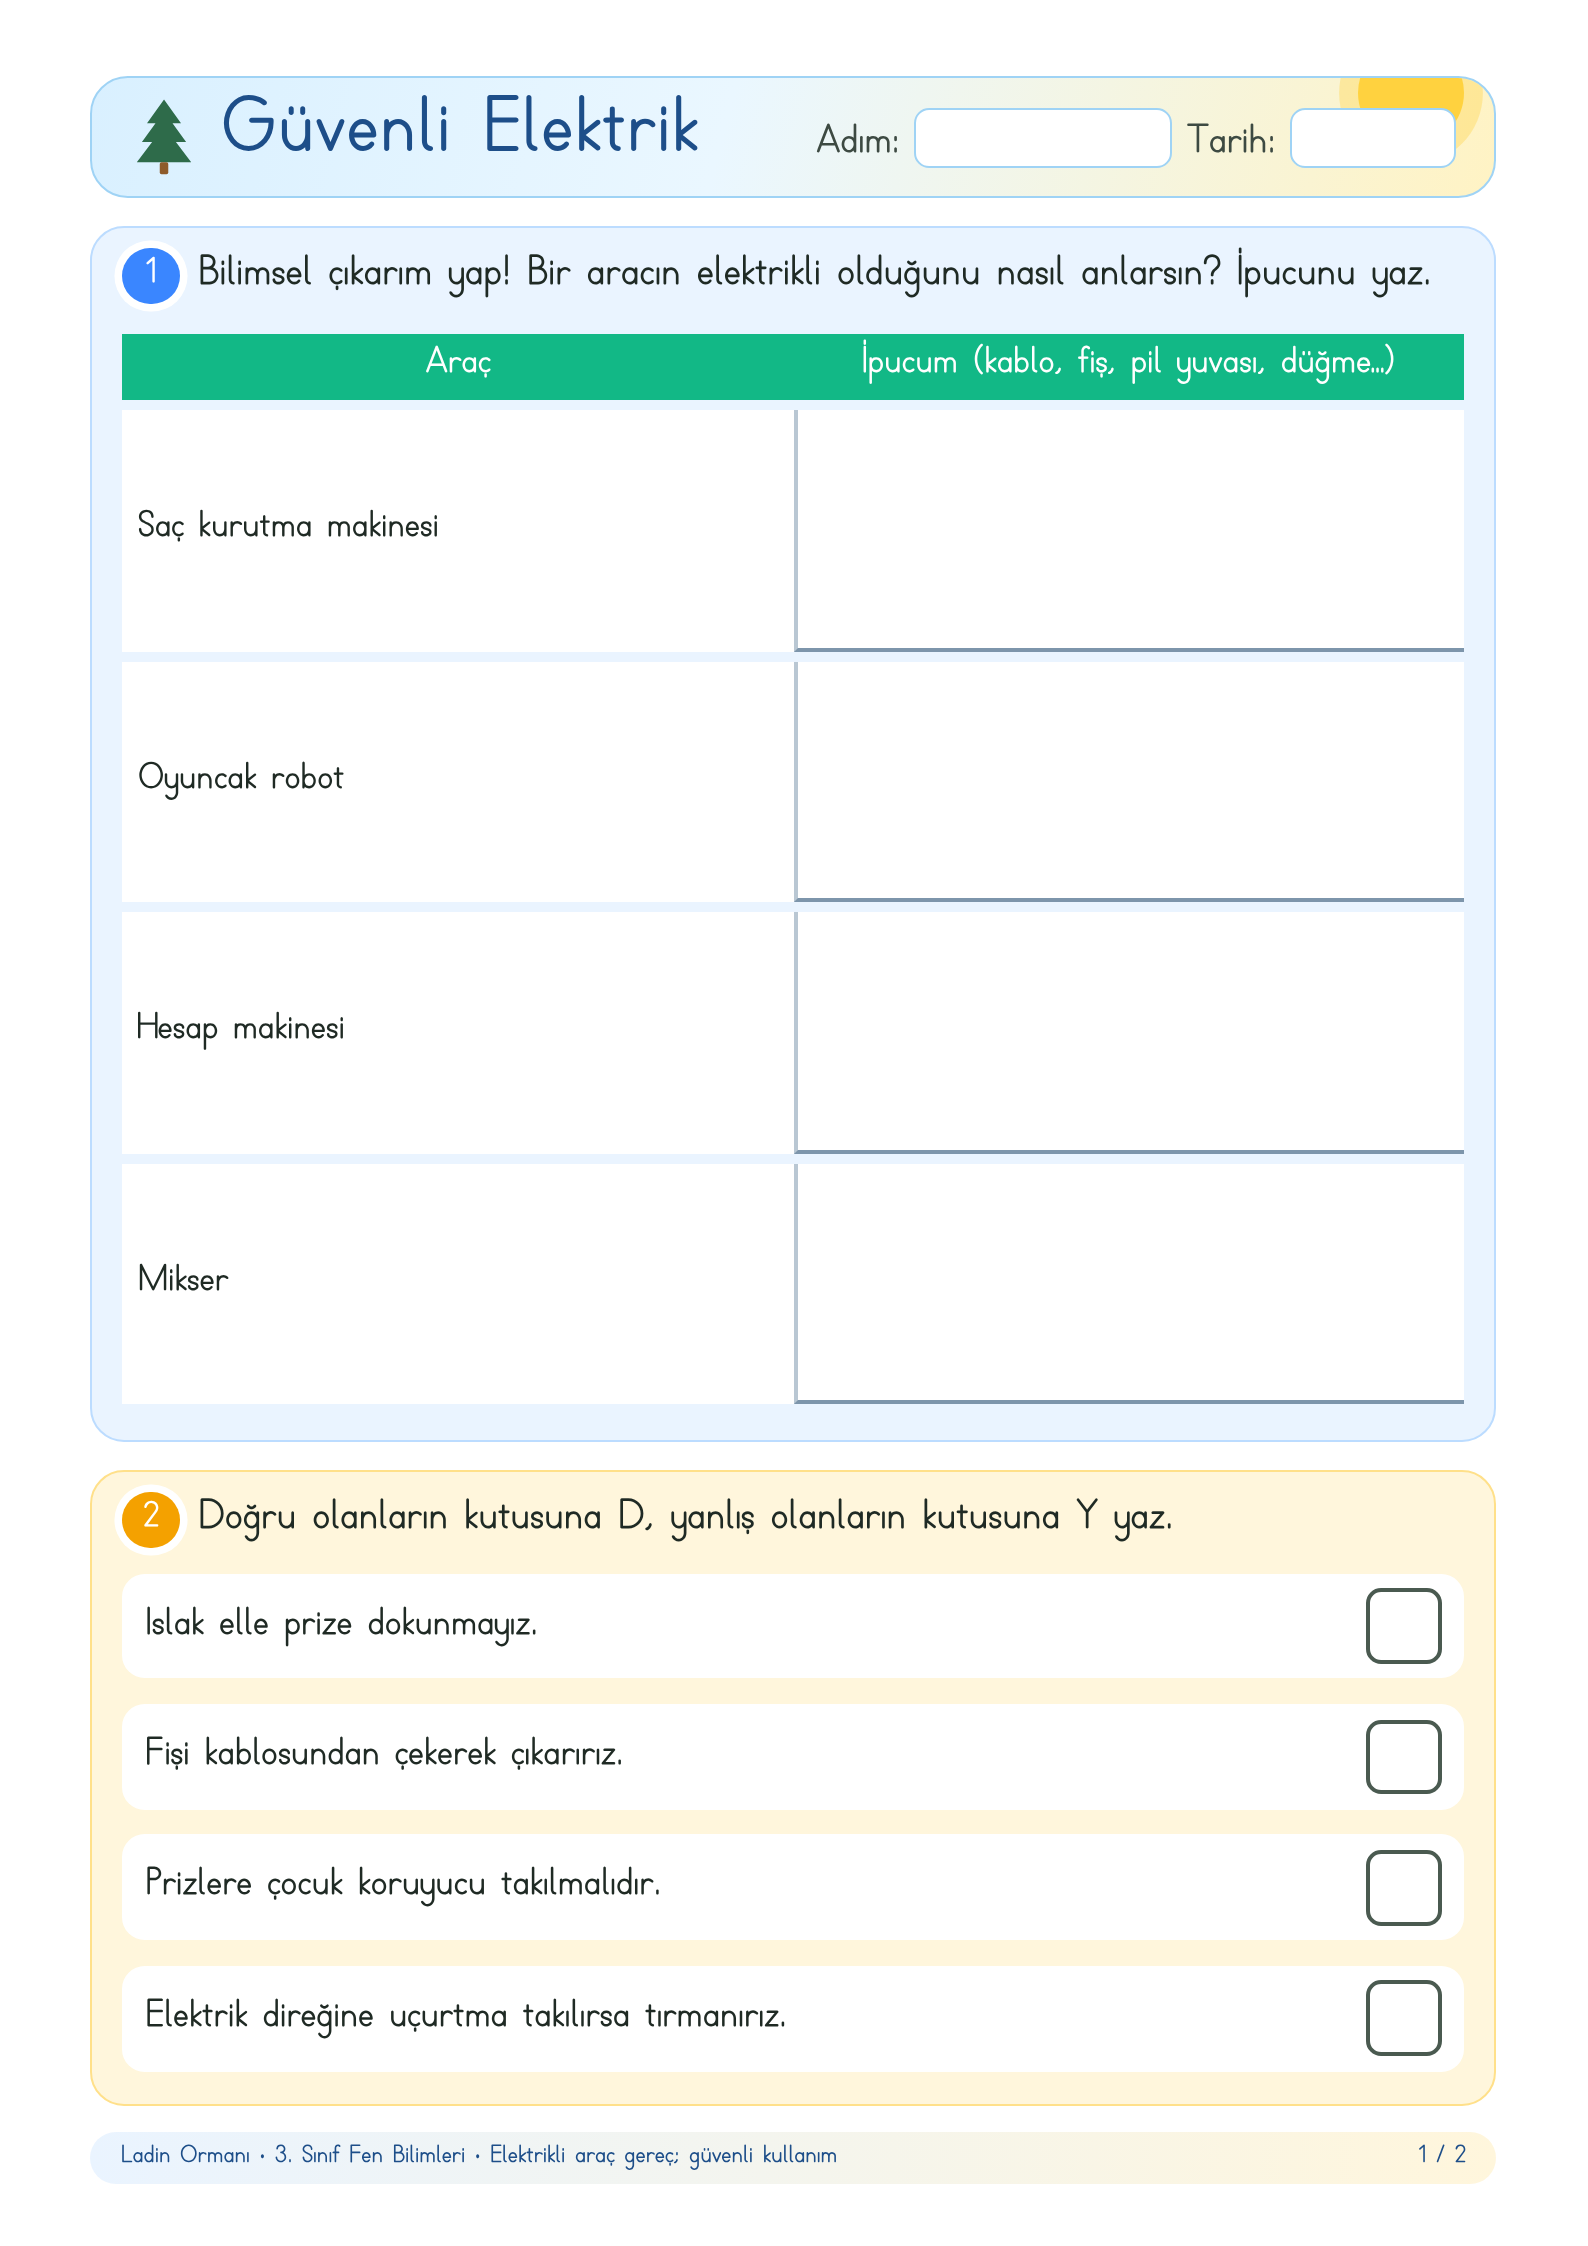 Güvenli Elektrik
Adım:
Tarih:
1 Bilimsel çıkarım yap! Bir aracın elektrikli olduğunu nasıl anlarsın? İpucunu yaz.
Araç
İpucum (kablo, fiş, pil yuvası, düğme...)
Saç kurutma makinesi
Oyuncak robot
Hesap makinesi
Mikser
2 Doğru olanların kutusuna D, yanlış olanların kutusuna Y yaz.
Islak elle prize dokunmayız.
Fişi kablosundan çekerek çıkarırız.
Prizlere çocuk koruyucu takılmalıdır.
Elektrik direğine uçurtma takılırsa tırmanırız.
Ladin Ormanı • 3. Sınıf Fen Bilimleri • Elektrikli araç gereç; güvenli kullanım
1 / 2